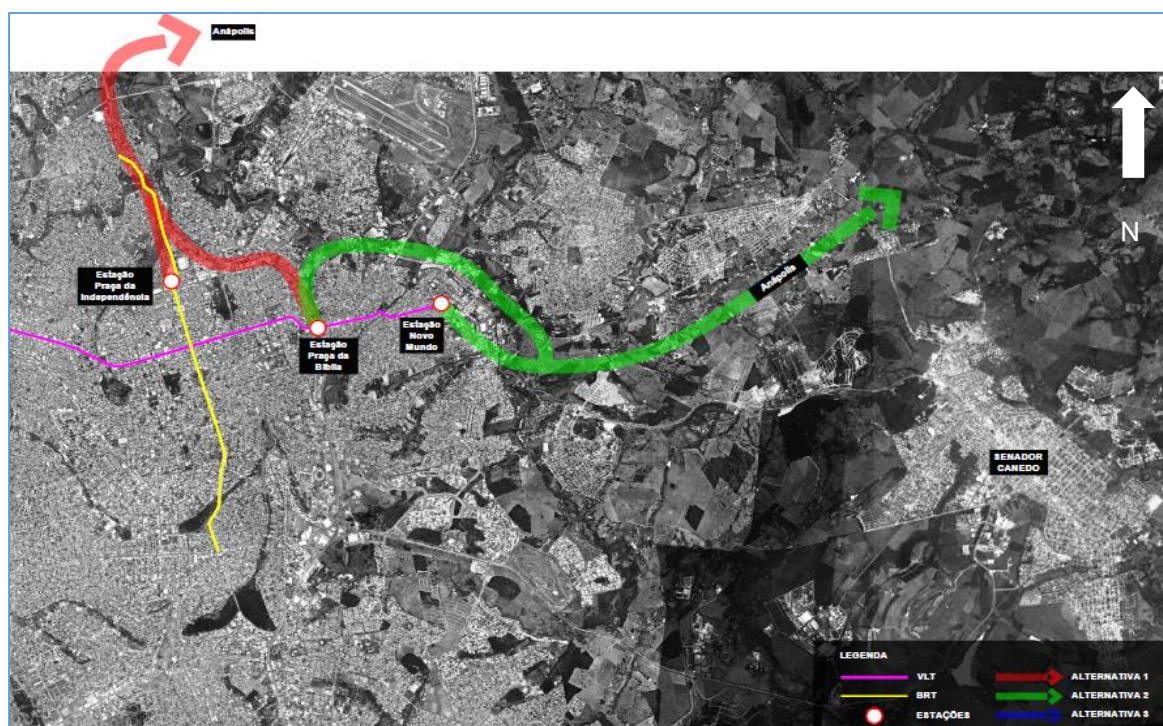 Anápolis
N
Estação
Praça da
Independência
Estação
Praça da
Bíblia
Estação
Novo
Mundo
Anápolis
SENADOR
CANEDO
LEGENDA
VLT
ALTERNATIVA 1
BRT
ALTERNATIVA 2
ESTAÇÕES
ALTERNATIVA 3